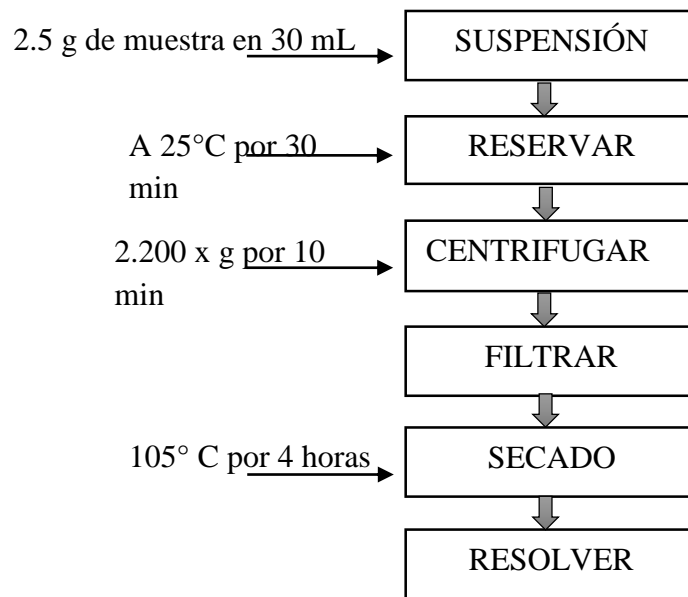 2.5 g de muestra en 30 mL
SUSPENSIÓN
A 25°C por 30
min
RESERVAR
2.200 x g por 10
min
CENTRIFUGAR
FILTRAR
105° C por 4 horas
SECADO
RESOLVER